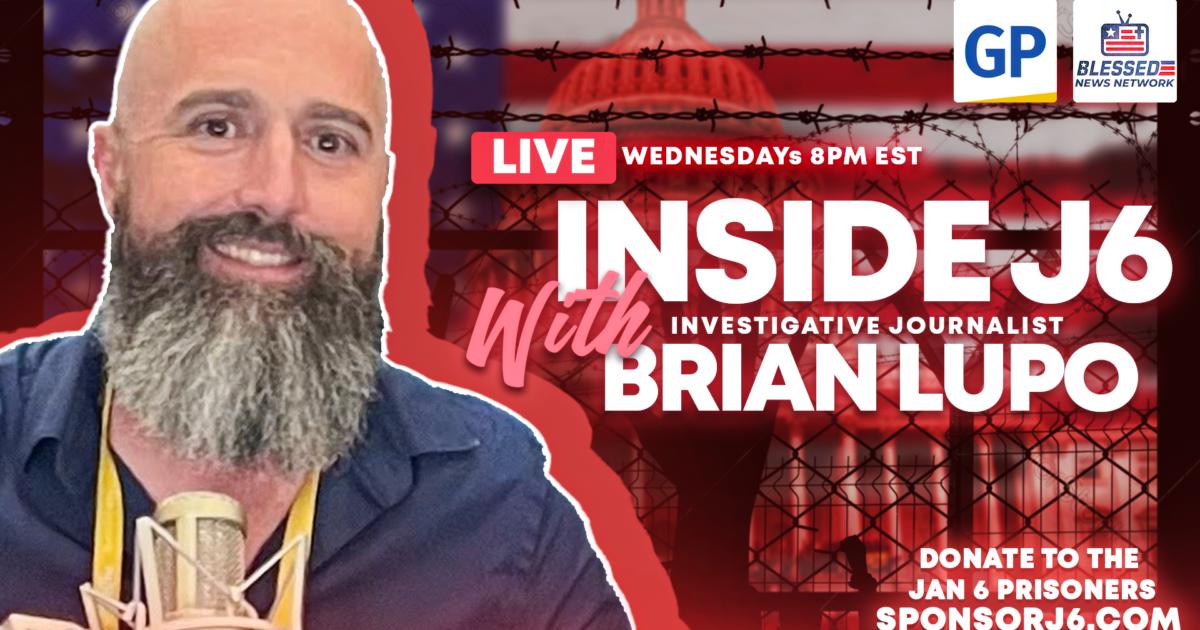 GP
BLESSED
NEWS NETWORK
LIVE WEDNESDAYs 8PM EST
INSIDE J6
With
INVESTIGATIVE JOURNALIST
BRIAN LUPO
DONATE TO THE
JAN 6 PRISONERS
SPONSORJ6.COM